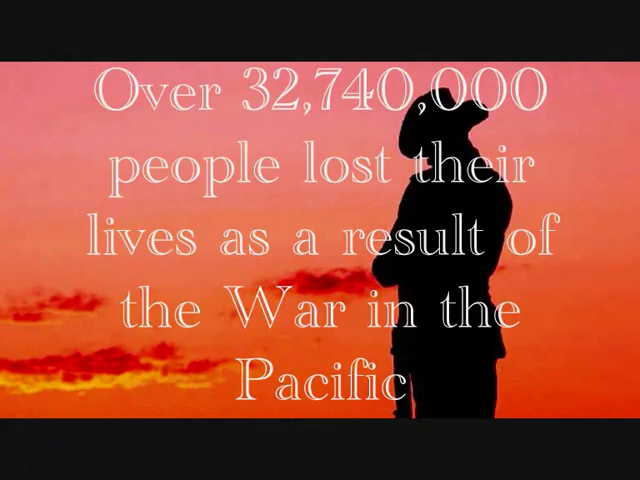 Over 32,740,000
people lost their
lives as a result of
the War in the
Pacific